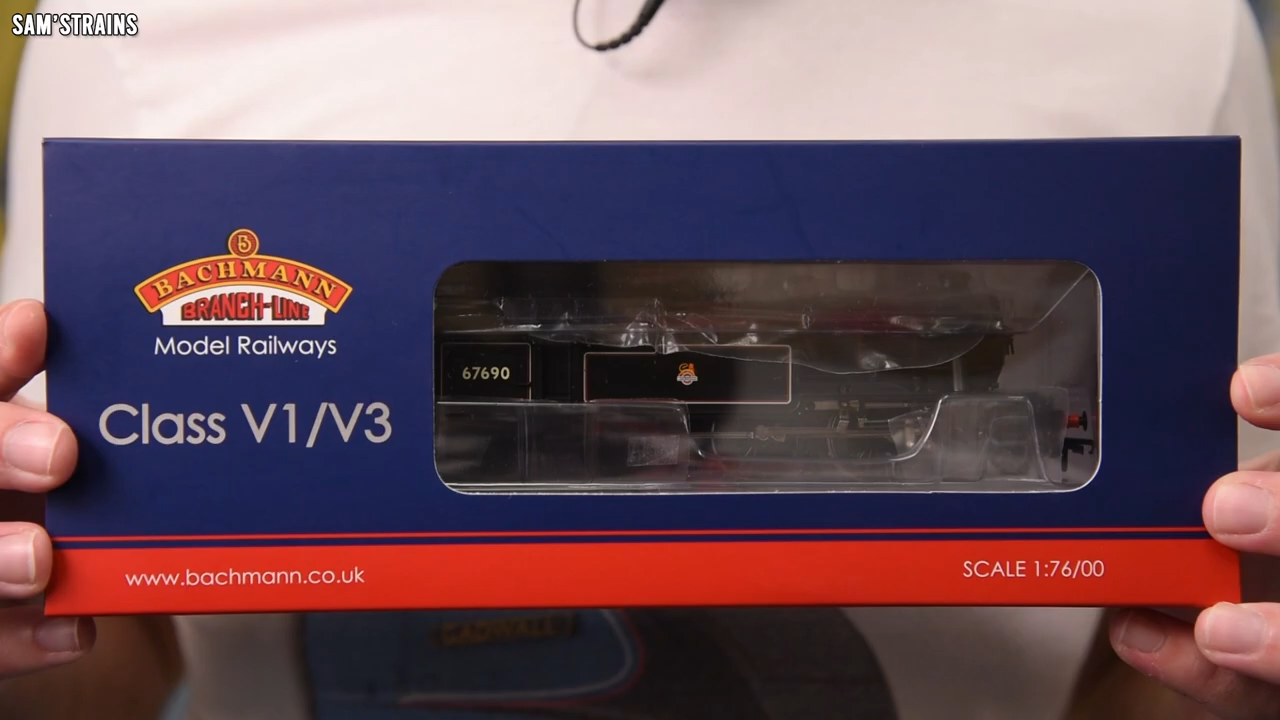 SAM'STRAINS
B
BACHMANN
BRANCH-LINE
Model Railways
Class V1/V3
67690
www.bachmann.co.uk
SCALE 1:76/00